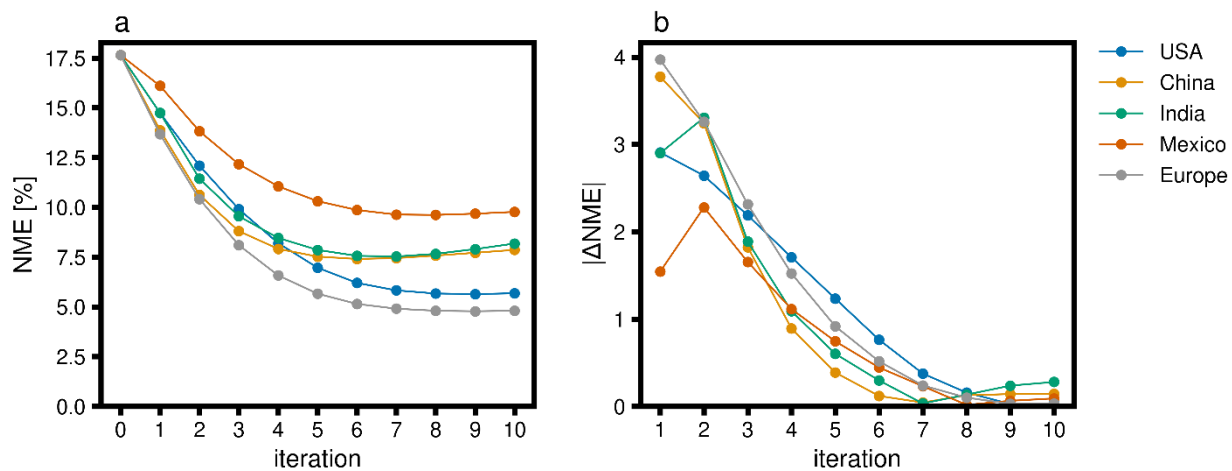 a
NME [%]
17.5
15.0
12.5
10.0
7.5
5.0
2.5
0.0
0 1 2 3 4 5 6 7 8 9 10
iteration
b
|ΔNME|
4
3
2
1
0
1 2 3 4 5 6 7 8 9 10
iteration
USA
China
India
Mexico
Europe